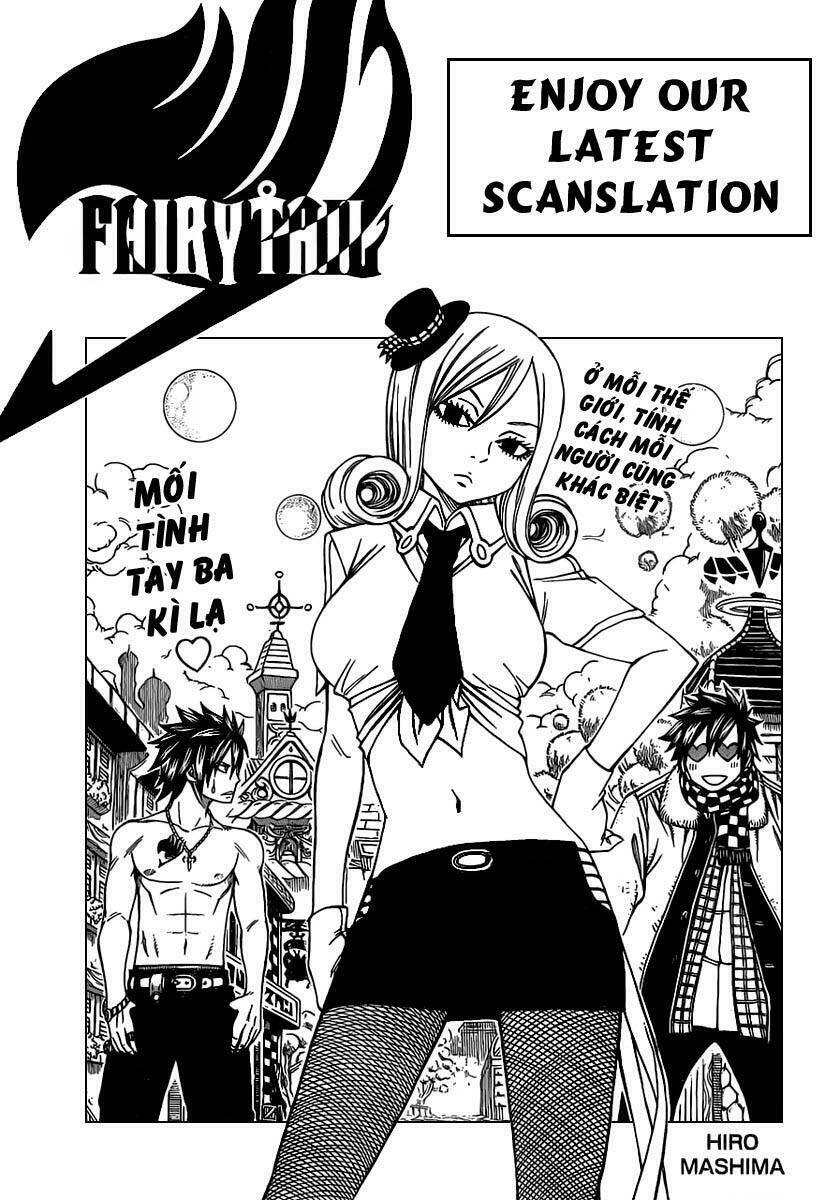 FAIRY TAIL
ENJOY OUR
LATEST
SCANSLATION
Ở MỖI THẾ
GIỚI, TÍNH
CÁCH MỖI
NGƯỜI CŨNG
KHÁC BIỆT
MỐI
TÌNH
TAY BA
KÌ LẠ
HIRO
MASHIMA